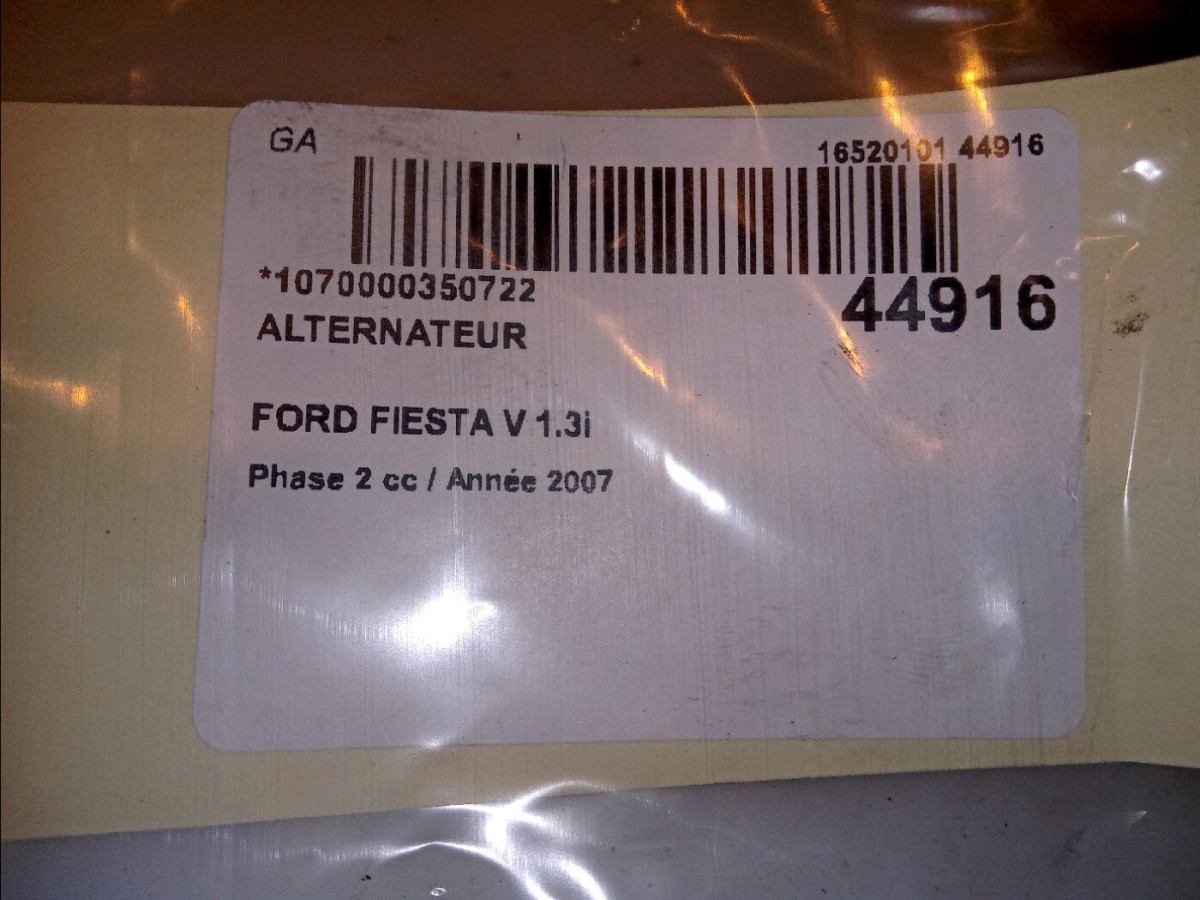 GA
16520101 44916
*1070000350722
44916
ALTERNATEUR
FORD FIESTA V 1.3i
Phase 2 cc / Année 2007